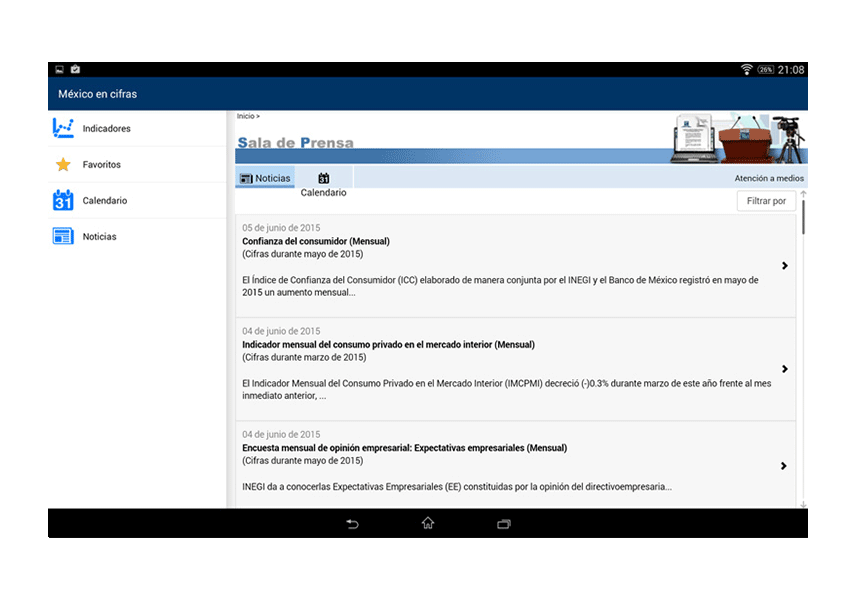 26% 21:08
México en cifras
Indicadores
Favoritos
31 Calendario
Noticias
Inicio >
Sala de Prensa
Noticias
31
Calendario
Atención a medios
Filtrar por
05 de junio de 2015
Confianza del consumidor (Mensual)
(Cifras durante mayo de 2015)
El Índice de Confianza del Consumidor (ICC) elaborado de manera conjunta por el INEGI y el Banco de México registró en mayo de
2015 un aumento mensual...
04 de junio de 2015
Indicador mensual del consumo privado en el mercado interior (Mensual)
(Cifras durante marzo de 2015)
El Indicador Mensual del Consumo Privado en el Mercado Interior (IMCPMI) decreció (-)0.3% durante marzo de este año frente al mes
inmediato anterior, ...
04 de junio de 2015
Encuesta mensual de opinión empresarial: Expectativas empresariales (Mensual)
(Cifras durante mayo de 2015)
INEGI da a conocerlas Expectativas Empresariales (EE) constituidas por la opinión del directivoempresaria...